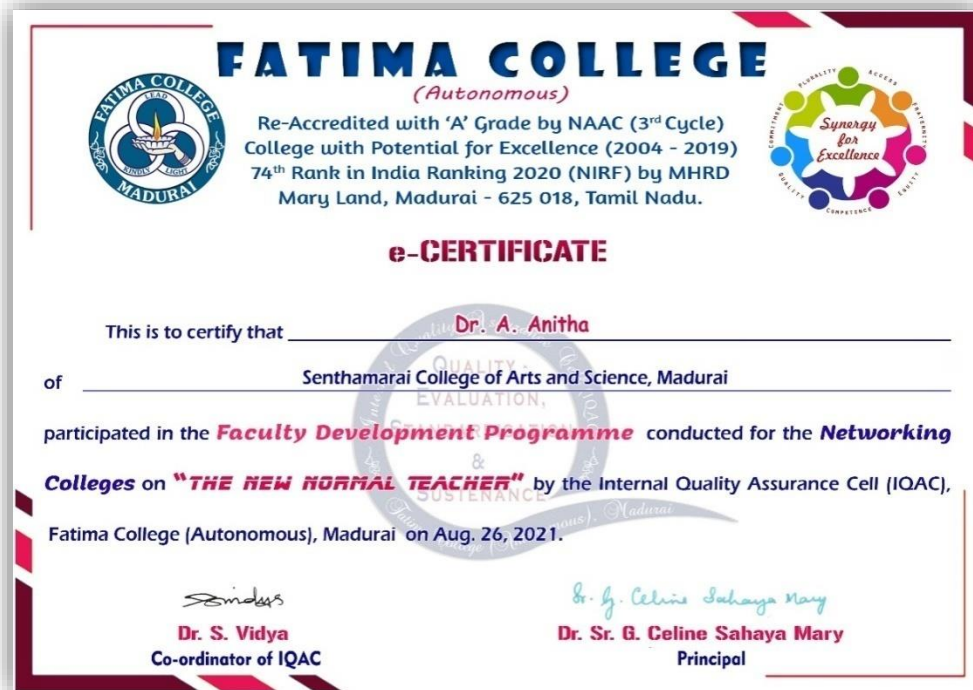 FATIMA COLLEGE
(Autonomous)
Re-Accredited with ‘A’ Grade by NAAC (3rd Cycle)
College with Potential for Excellence (2004 - 2019)
74th Rank in India Ranking 2020 (NIRF) by MHRD
Mary Land, Madurai - 625 018, Tamil Nadu.
FATIMA COLLEGE
LEAD
KINDLY LIGHT
MADURAI
PLURALITY ACCESS
COMMITMENT FRATERNITY
Synergy
for
Excellence
QUALITY COMPETENCE EQUITY
e-CERTIFICATE
This is to certify that Dr. A. Anitha
of Senthamarai College of Arts and Science, Madurai
participated in the Faculty Development Programme conducted for the Networking
Colleges on "THE NEW NORMAL TEACHER" by the Internal Quality Assurance Cell (IQAC),
Fatima College (Autonomous), Madurai on Aug. 26, 2021.
QUALITY -
EVALUATION,
&
SUSTENANCE
Sr. G. Celine Sahaya Mary
Dr. S. Vidya
Co-ordinator of IQAC
Dr. Sr. G. Celine Sahaya Mary
Principal